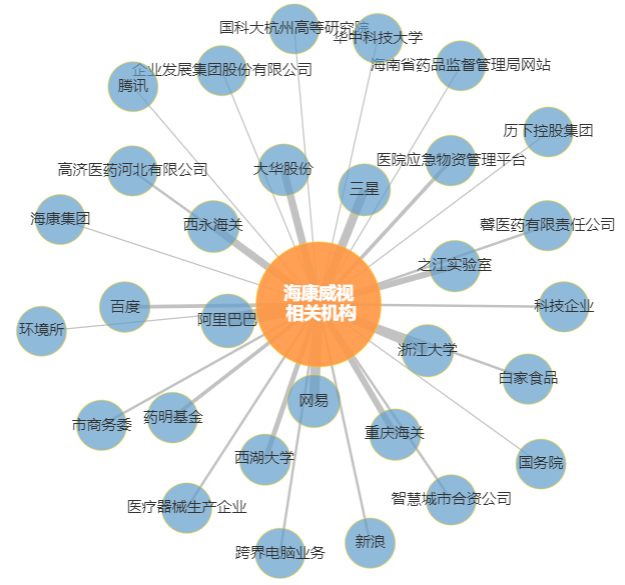 国科大杭州高等研究院
华中科技大学
企业发展集团股份有限公司
海南省药品监督管理局网站
腾讯
历下控股集团
高济医药河北有限公司
大华股份
医院应急物资管理平台
三星
海康集团
西永海关
磬医药有限责任公司
之江实验室
海康威视
相关机构
百度
阿里巴巴
科技企业
环境所
浙江大学
白家食品
网易
市商务委
药明基金
重庆海关
西湖大学
国务院
医疗器械生产企业
智慧城市合资公司
跨界电脑业务
新浪